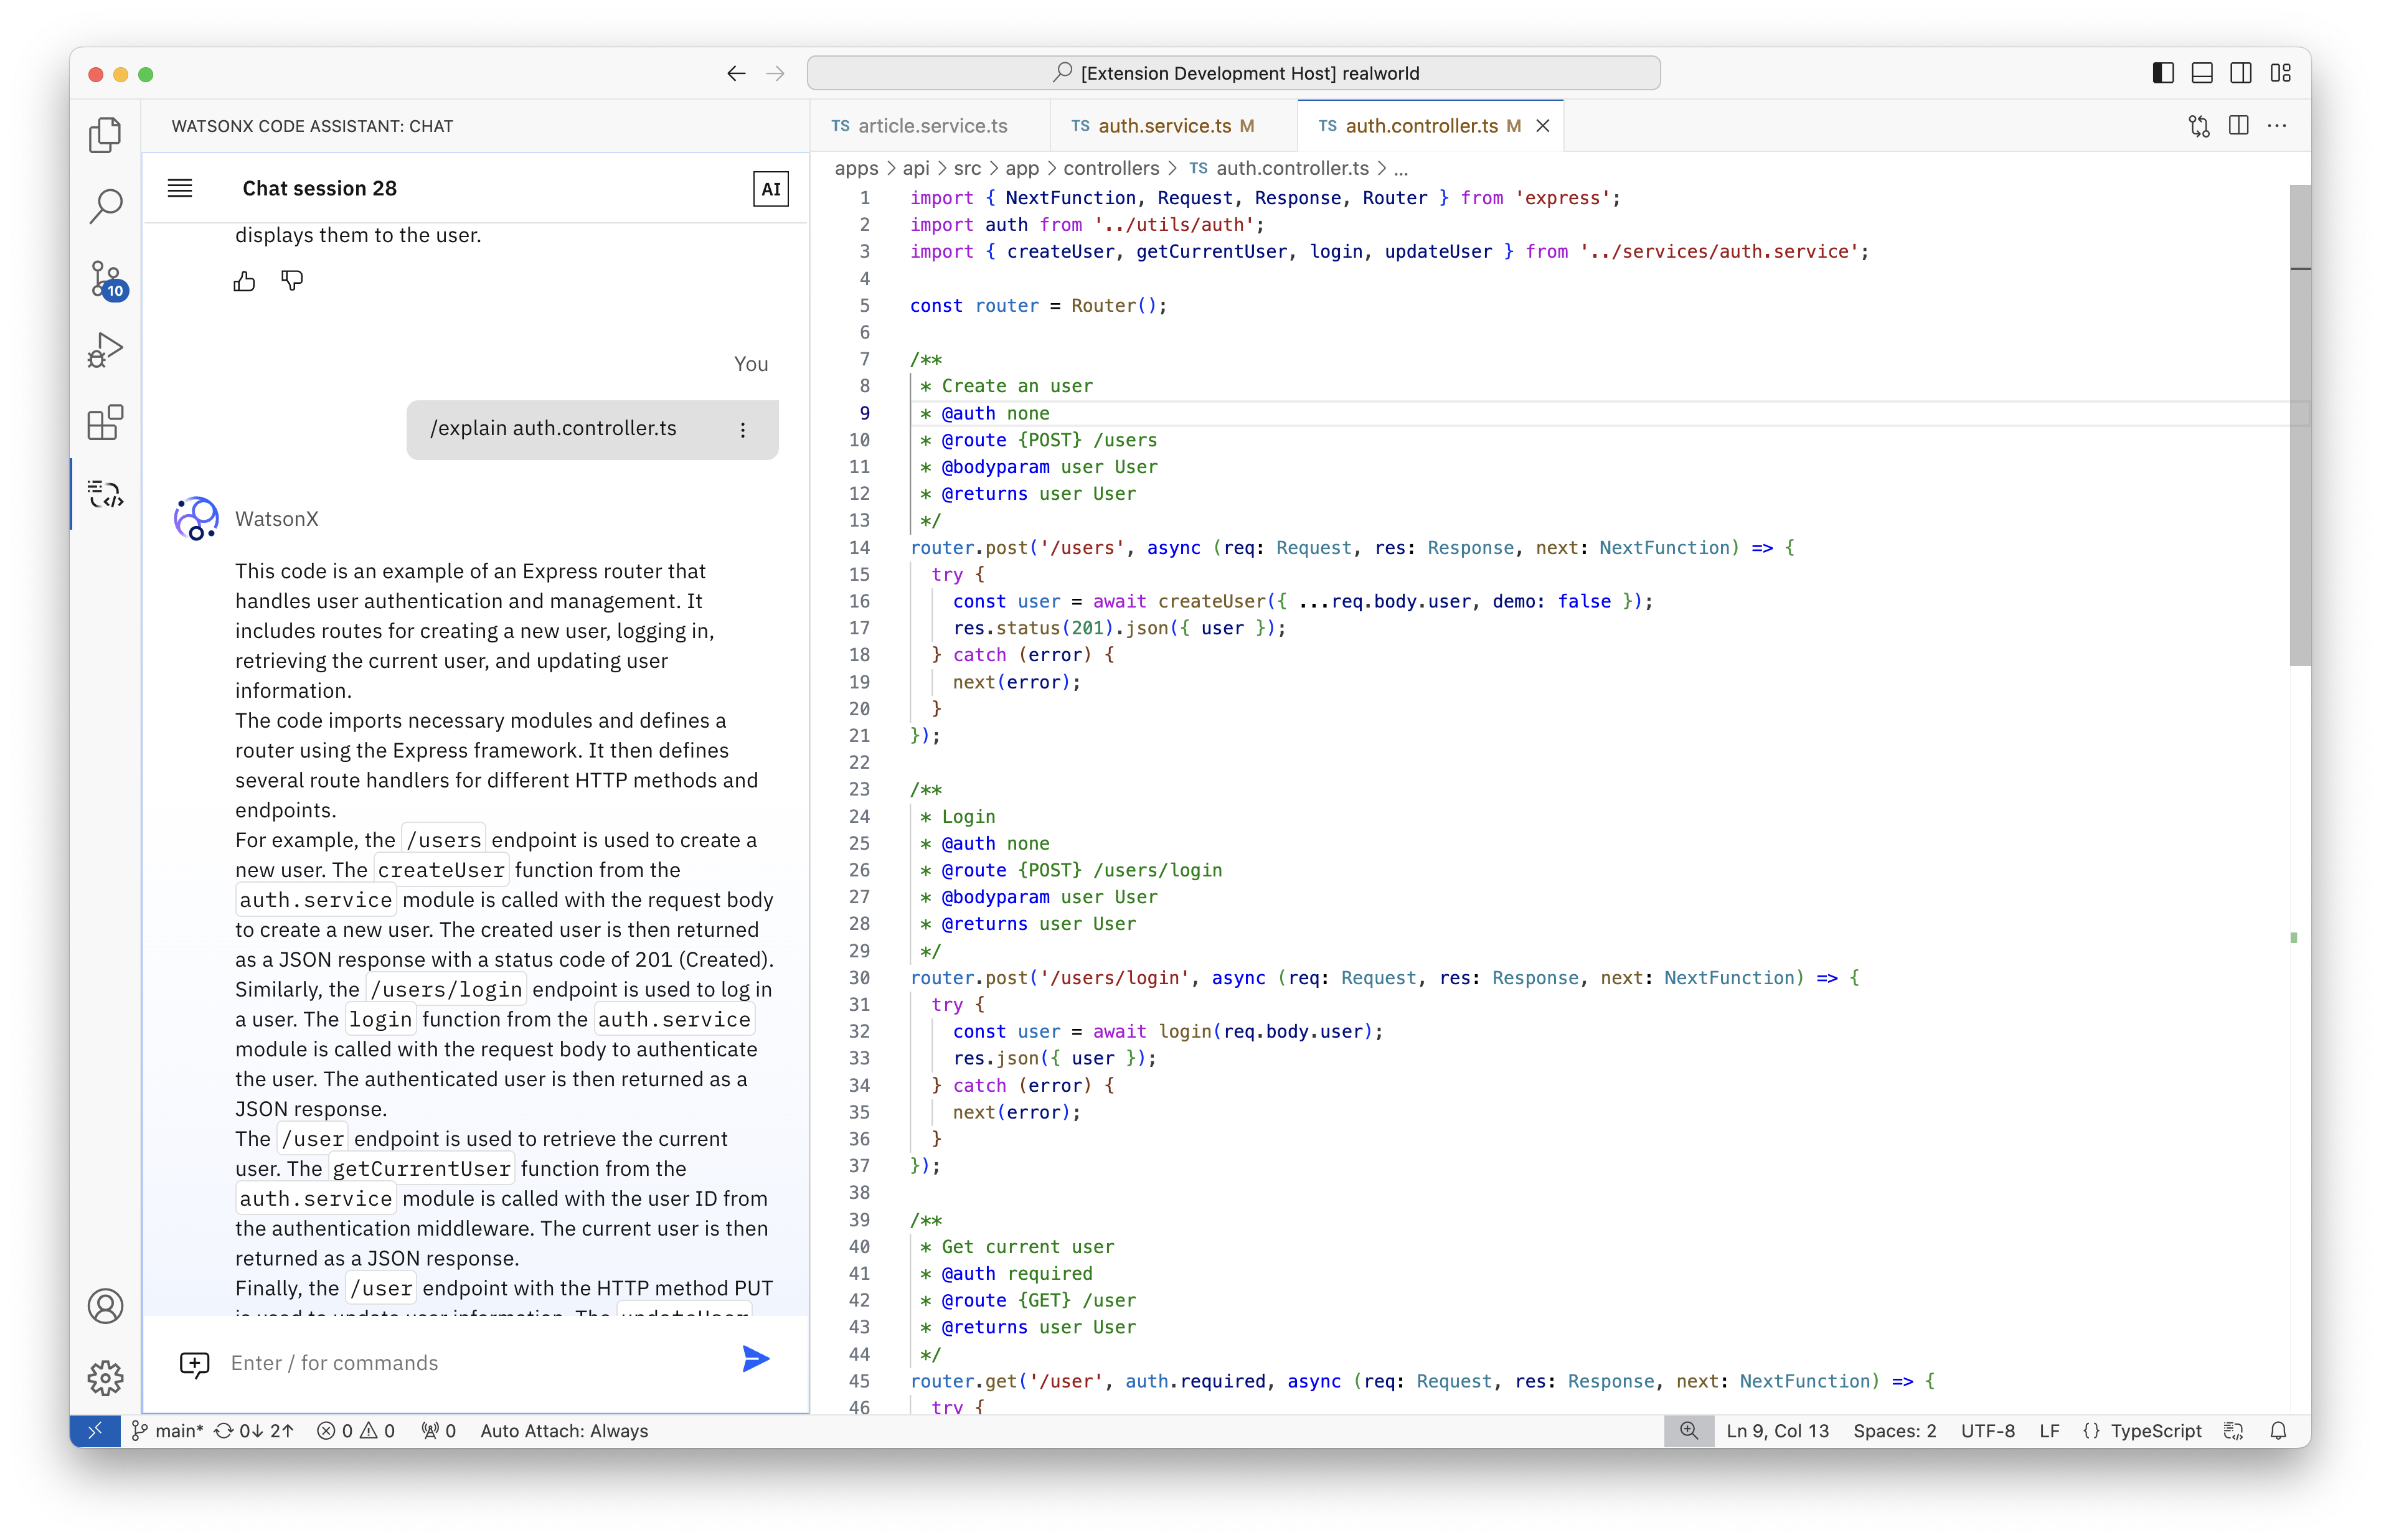 [Extension Development Host] realworld
WATSONX CODE ASSISTANT: CHAT
10
Chat session 28
AI
displays them to the user.
You
/explain auth.controller.ts
WatsonX
This code is an example of an Express router that
handles user authentication and management. It
includes routes for creating a new user, logging in,
retrieving the current user, and updating user
information.
The code imports necessary modules and defines a
router using the Express framework. It then defines
several route handlers for different HTTP methods and
endpoints.
For example, the /users endpoint is used to create a
new user. The createUser function from the
auth.service module is called with the request body
to create a new user. The created user is then returned
as a JSON response with a status code of 201 (Created).
Similarly, the /users/login endpoint is used to log in
a user. The login function from the auth.service
module is called with the request body to authenticate
the user. The authenticated user is then returned as a
JSON response.
The /user endpoint is used to retrieve the current
user. The getCurrentUser function from the
auth.service module is called with the user ID from
the authentication middleware. The current user is then
returned as a JSON response.
Finally, the /user endpoint with the HTTP method PUT
is used to update user information. The updateUser
Enter / for commands
TS article.service.ts
TS auth.service.ts M
TS auth.controller.ts M
apps > api > src > app > controllers > TS auth.controller.ts > ...
1 import { NextFunction, Request, Response, Router } from 'express';
2 import auth from '../utils/auth';
3 import { createUser, getCurrentUser, login, updateUser } from '../services/auth.service';
4
5 const router = Router();
6
7 /**
8 * Create an user
9 * @auth none
10 * @route {POST} /users
11 * @bodyparam user User
12 * @returns user User
13 */
14 router.post('/users', async (req: Request, res: Response, next: NextFunction) => {
15 try {
16 const user = await createUser({ ...req.body.user, demo: false });
17 res.status(201).json({ user });
18 } catch (error) {
19 next(error);
20 }
21 });
22
23 /**
24 * Login
25 * @auth none
26 * @route {POST} /users/login
27 * @bodyparam user User
28 * @returns user User
29 */
30 router.post('/users/login', async (req: Request, res: Response, next: NextFunction) => {
31 try {
32 const user = await login(req.body.user);
33 res.json({ user });
34 } catch (error) {
35 next(error);
36 }
37 });
38
39 /**
40 * Get current user
41 * @auth required
42 * @route {GET} /user
43 * @returns user User
44 */
45 router.get('/user', auth.required, async (req: Request, res: Response, next: NextFunction) => {
46 try {
main* 0↓ 2↑ 0 0 0 Auto Attach: Always
Ln 9, Col 13 Spaces: 2 UTF-8 LF {} TypeScript